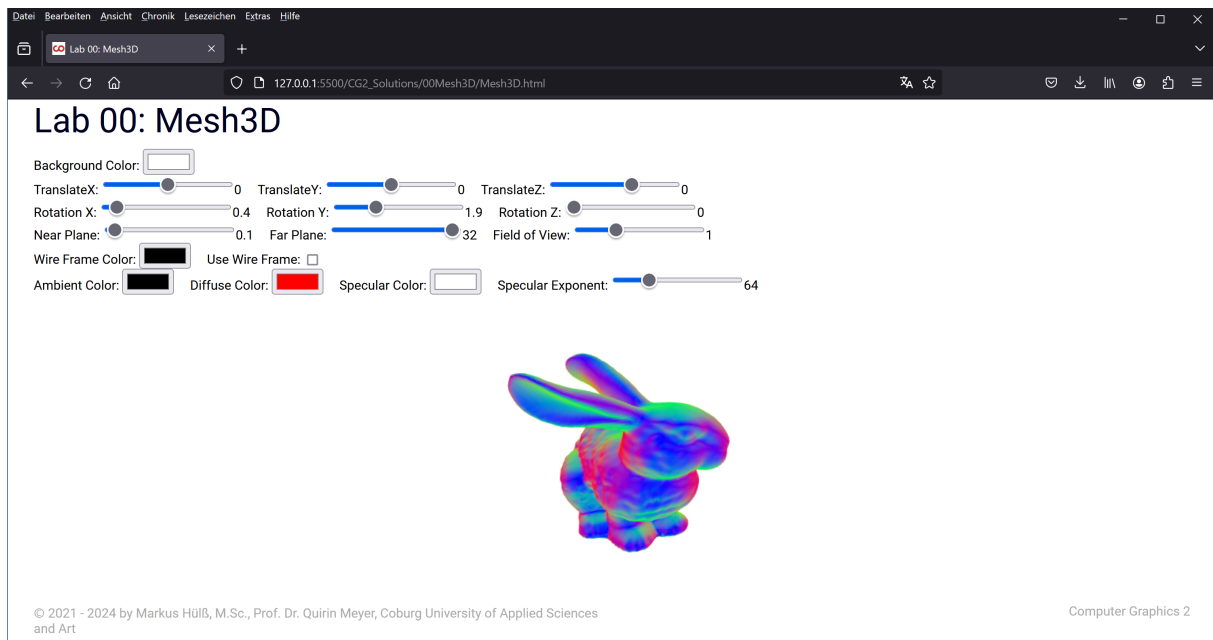 Datei Bearbeiten Ansicht Chronik Lesezeichen Extras Hilfe
Lab 00: Mesh3D
127.0.0.1:5500/CG2_Solutions/00Mesh3D/Mesh3D.html
Lab 00: Mesh3D
Background Color:
TranslateX: 0 TranslateY: 0 TranslateZ: 0
Rotation X: 0.4 Rotation Y: 1.9 Rotation Z: 0
Near Plane: 0.1 Far Plane: 32 Field of View: 1
Wire Frame Color: Use Wire Frame:
Ambient Color: Diffuse Color: Specular Color: Specular Exponent: 64
© 2021 - 2024 by Markus Hülß, M.Sc., Prof. Dr. Quirin Meyer, Coburg University of Applied Sciences
and Art
Computer Graphics 2